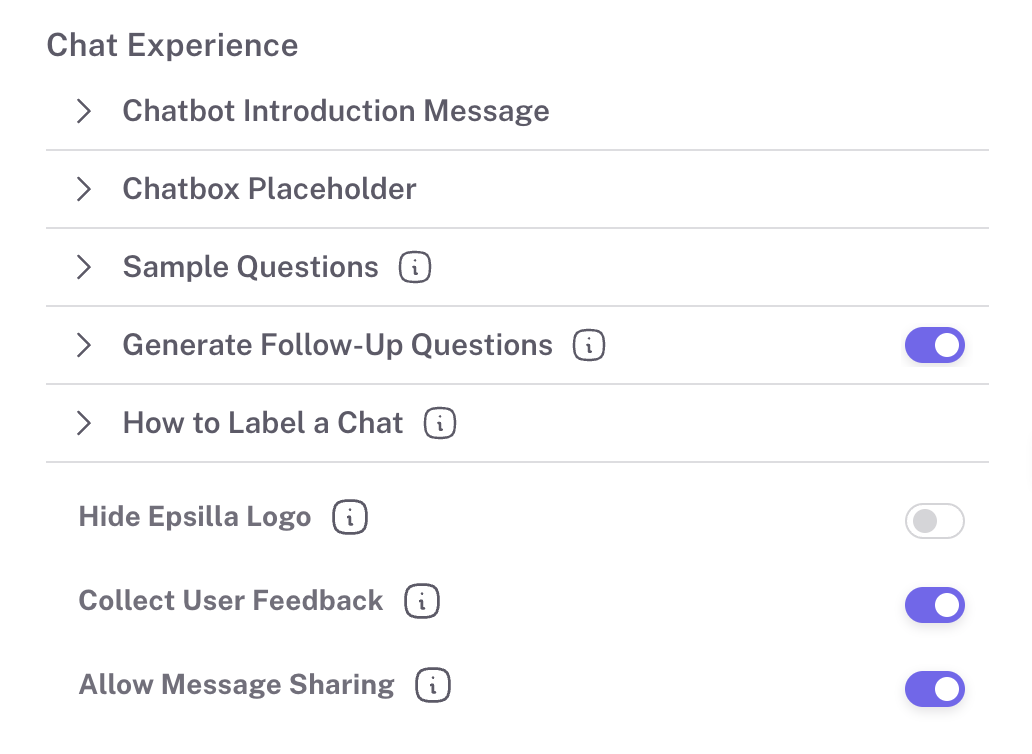 Chat Experience
Chatbot Introduction Message
Chatbox Placeholder
Sample Questions
Generate Follow-Up Questions
How to Label a Chat
Hide Epsilla Logo
Collect User Feedback
Allow Message Sharing